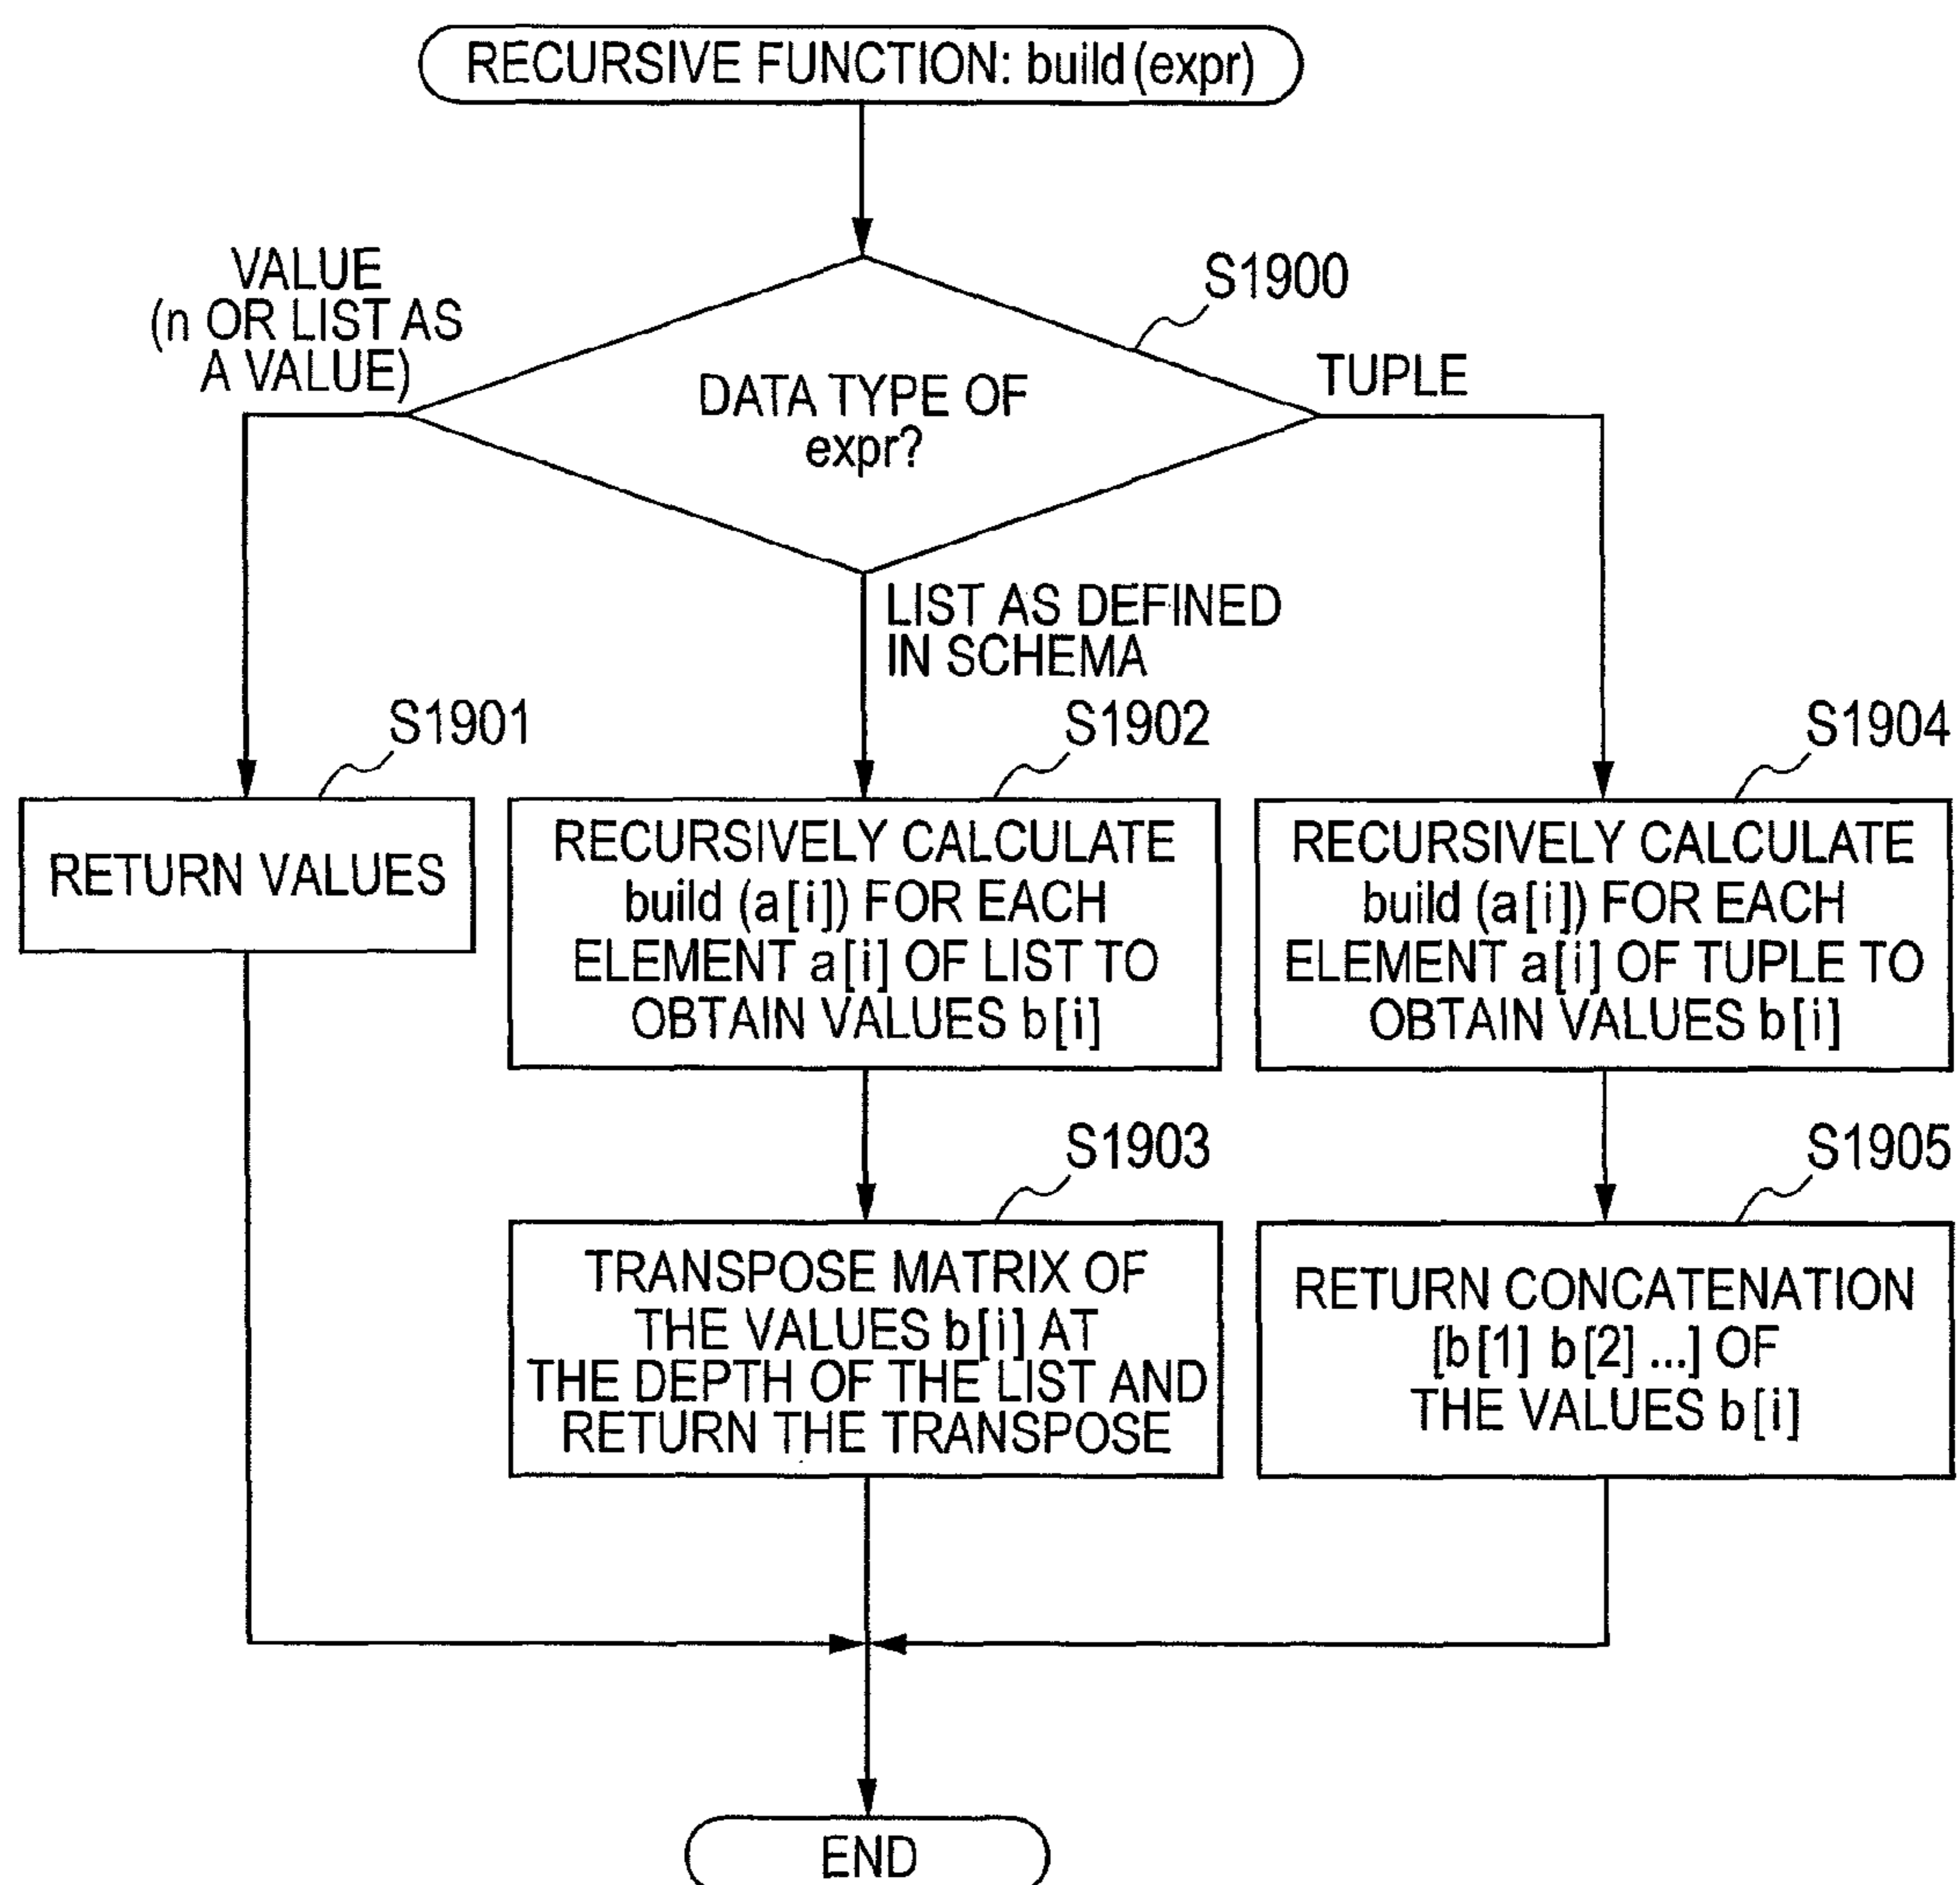 RECURSIVE FUNCTION: build (expr)
S1900
VALUE
(n OR LIST AS
A VALUE)
TUPLE
DATA TYPE OF
expr?
LIST AS DEFINED
IN SCHEMA
S1901
RETURN VALUES
S1902
RECURSIVELY CALCULATE
build (a[i]) FOR EACH
ELEMENT a[i] OF LIST TO
OBTAIN VALUES b[i]
S1904
RECURSIVELY CALCULATE
build (a[i]) FOR EACH
ELEMENT a[i] OF TUPLE TO
OBTAIN VALUES b[i]
S1903
TRANSPOSE MATRIX OF
THE VALUES b[i] AT
THE DEPTH OF THE LIST AND
RETURN THE TRANSPOSE
S1905
RETURN CONCATENATION
[b[1] b[2] ...] OF
THE VALUES b[i]
END